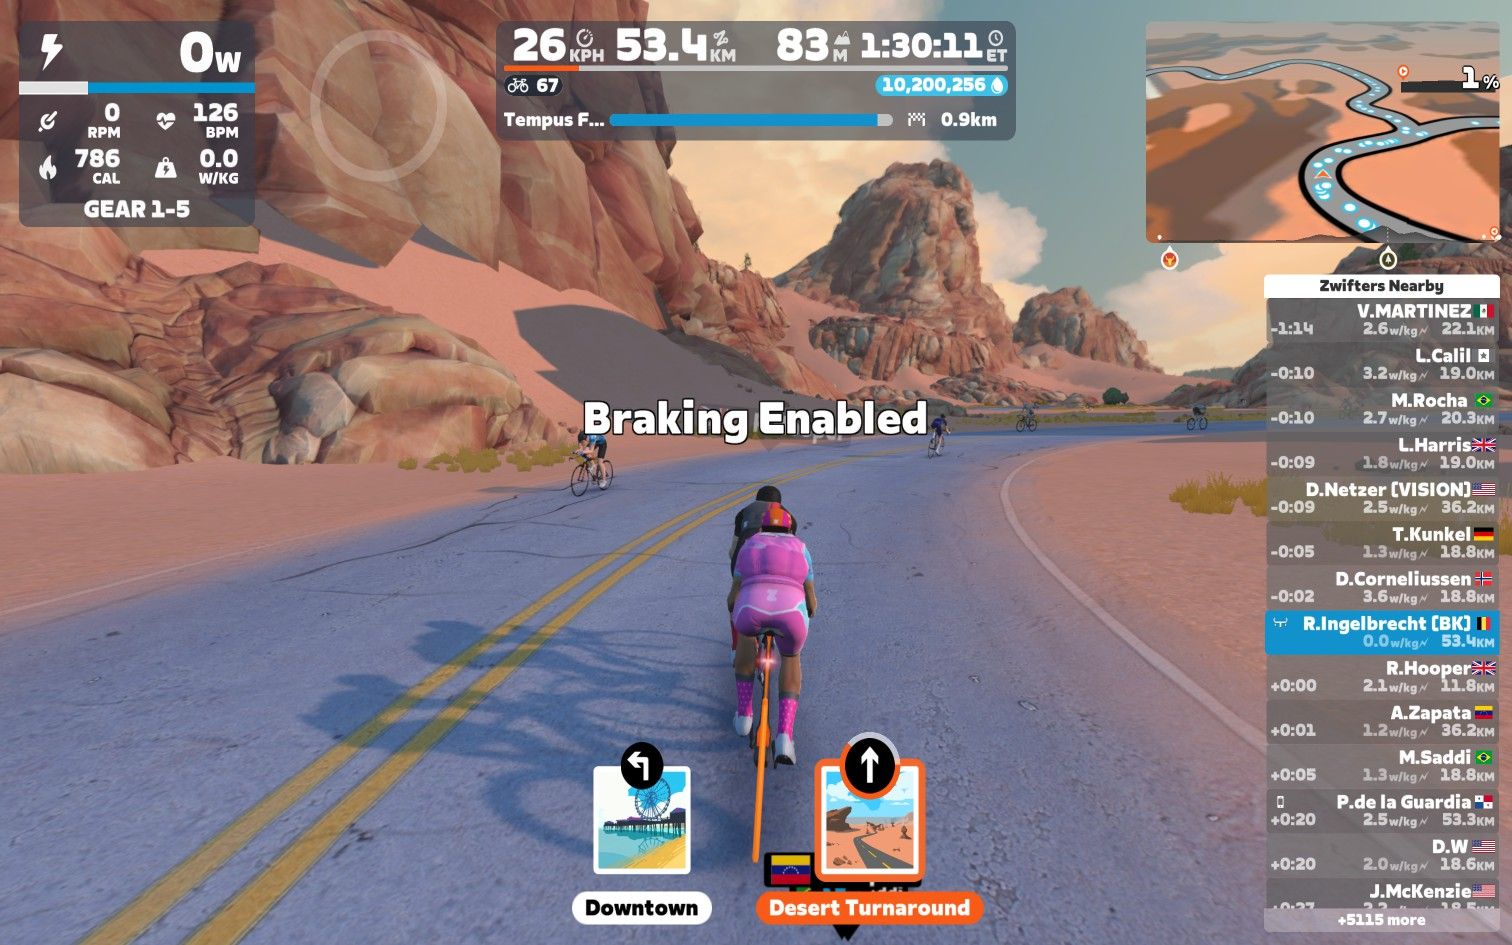 0w
0 RPM
126 BPM
786 CAL
0.0 W/KG
GEAR 1-5
26 KPH 53.4 KM 83 M 1:30:11 ET
67
10,200,256
Tempus F... 0.9km
1%
Braking Enabled
Zwifters Nearby
V.MARTINEZ
-1:14 2.6w/kg 22.1KM
L.Calil
-0:10 3.2w/kg 19.0KM
M.Rocha
-0:10 2.7w/kg 20.3KM
L.Harris
-0:09 1.8w/kg 19.0KM
D.Netzer (VISION)
-0:09 2.5w/kg 36.2KM
T.Kunkel
-0:05 1.3w/kg 18.8KM
D.Corneliussen
-0:02 3.6w/kg 18.8KM
R.Ingelbrecht (BK)
0.0w/kg 53.4KM
R.Hooper
+0:00 2.1w/kg 11.8KM
A.Zapata
+0:01 1.2w/kg 36.2KM
M.Saddi
+0:05 1.3w/kg 18.8KM
P.de la Guardia
+0:20 2.5w/kg 53.3KM
D.W
+0:20 2.0w/kg 18.6KM
J.McKenzie
+5115 more
Downtown
Desert Turnaround